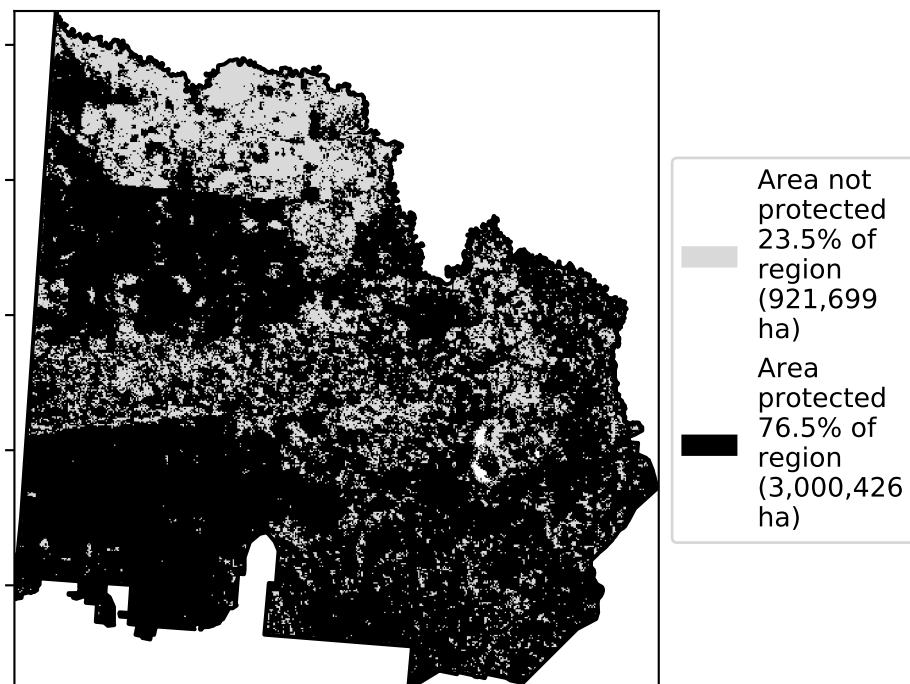 Area not
protected
23.5% of
region
(921,699
ha)
Area
protected
76.5% of
region
(3,000,426
ha)